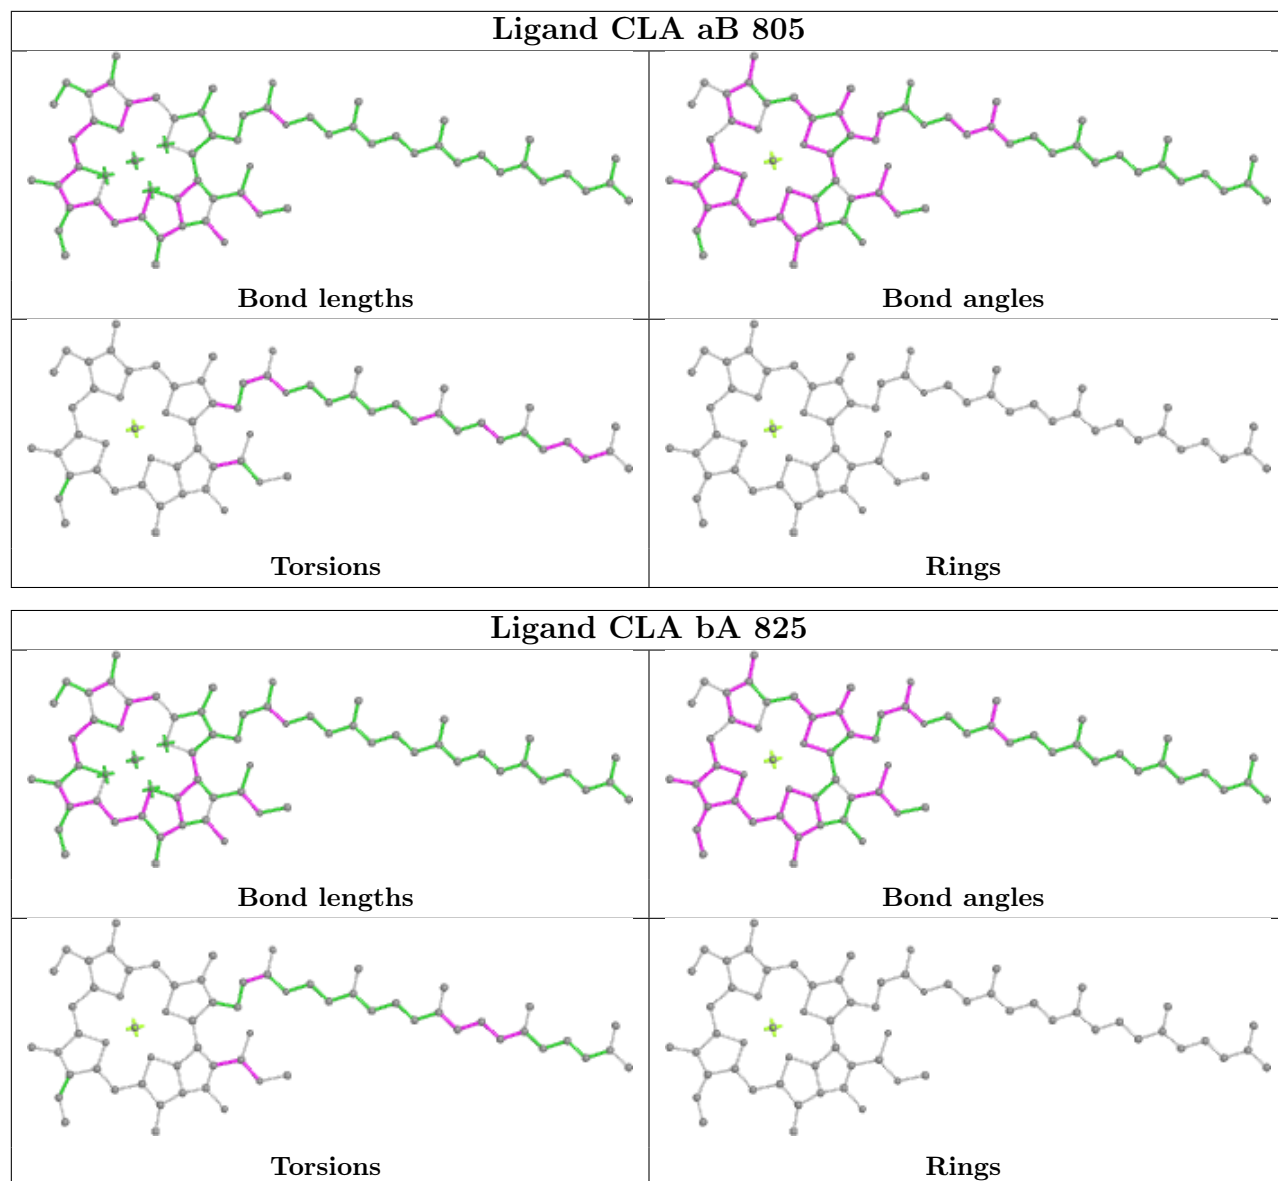 Ligand CLA aB 805
Bond lengths
Bond angles
Torsions
Rings
Ligand CLA bA 825
Bond lengths
Bond angles
Torsions
Rings